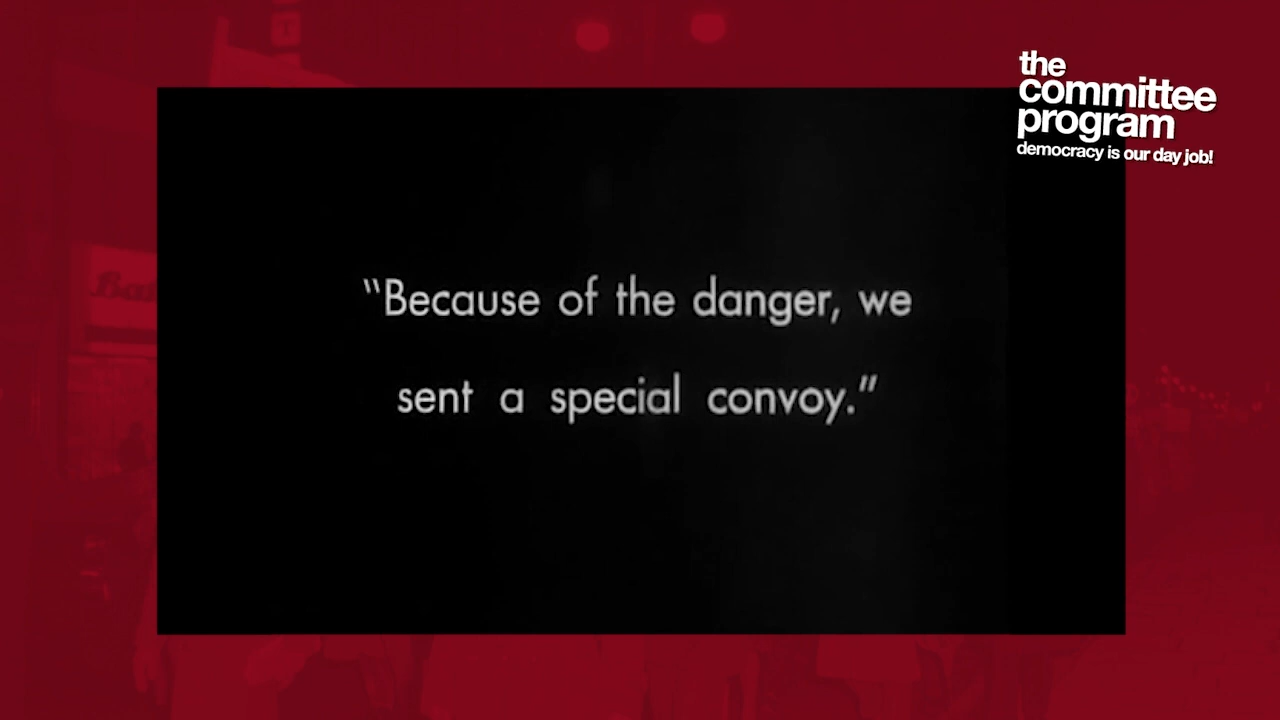 the
committee
program
democracy is our day job!
"Because of the danger, we
sent a special convoy."